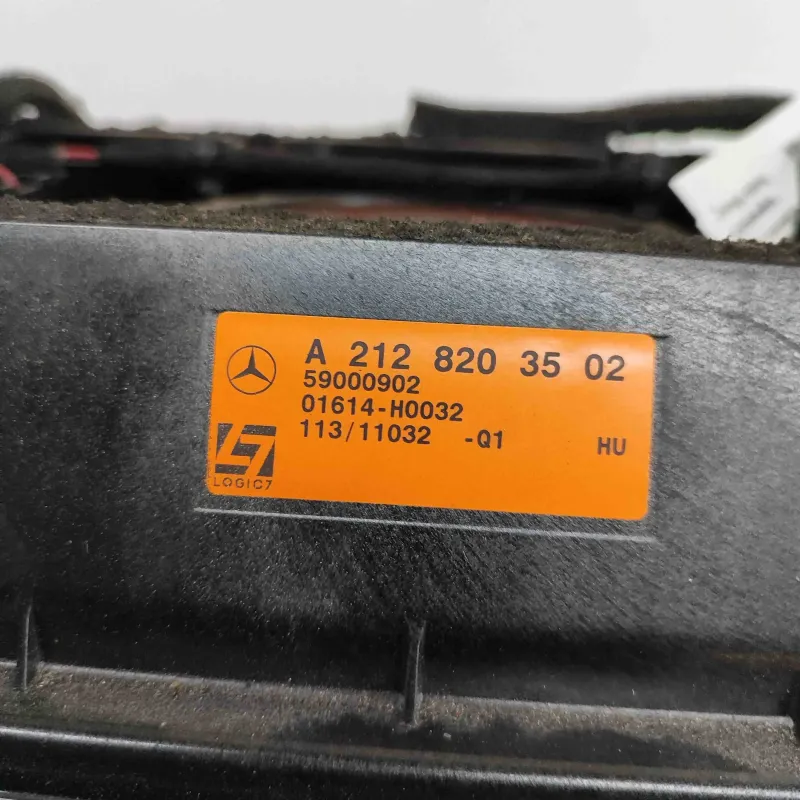 A 212 820 35 02
59000902
01614-H0032
113/11032 -Q1 HU
LOGIC7